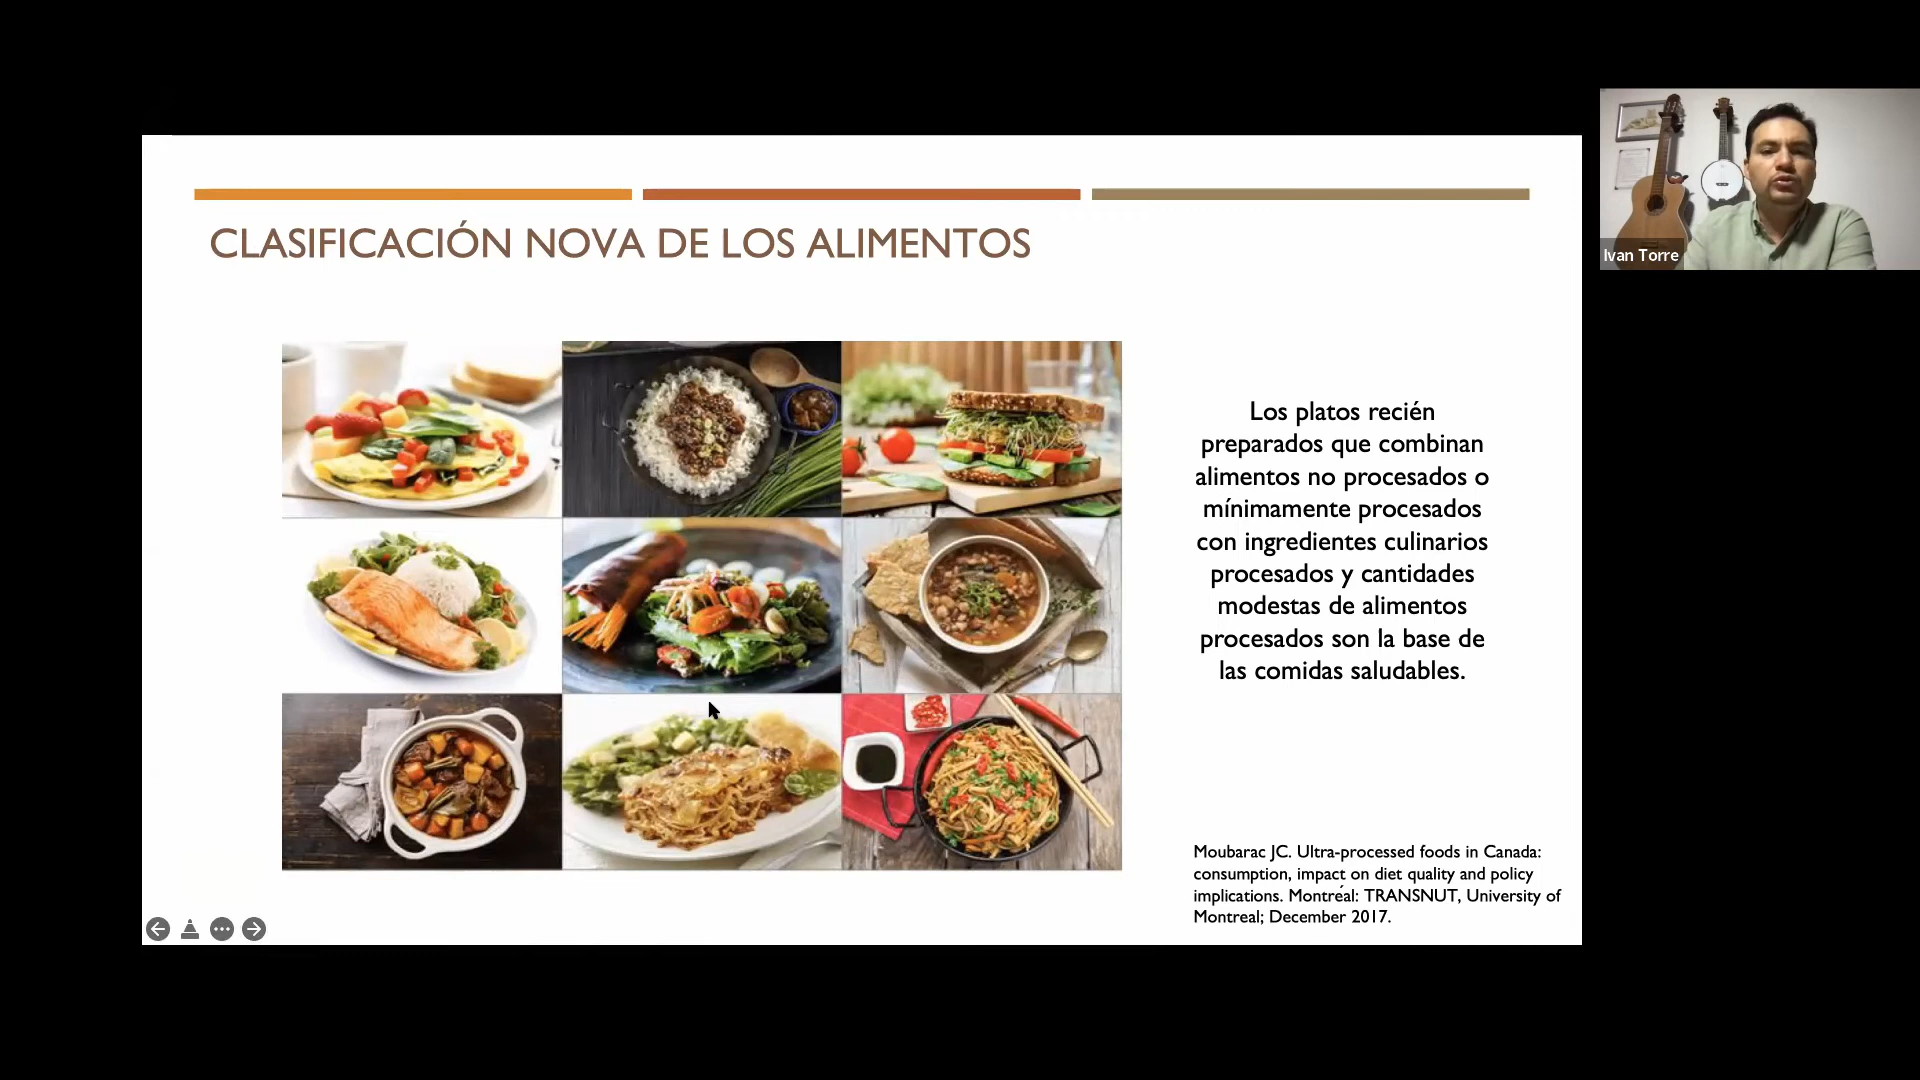 CLASIFICACIÓN NOVA DE LOS ALIMENTOS
Los platos recién
preparados que combinan
alimentos no procesados o
mínimamente procesados
con ingredientes culinarios
procesados y cantidades
modestas de alimentos
procesados son la base de
las comidas saludables.
Moubarac JC. Ultra-processed foods in Canada:
consumption, impact on diet quality and policy
implications. Montréal: TRANSNUT, University of
Montreal; December 2017.
Ivan Torre